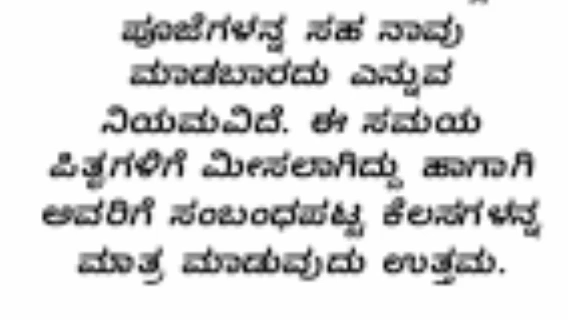 ಪೂಜೆಗಳನ್ನ ಸಹ ನಾವು
ಮಾಡಬಾರದು ಎನ್ನುವ
ನಿಯಮವಿದೆ. ಈ ಸಮಯ
ಪಿತೃಗಳಿಗೆ ಮೀಸಲಾಗಿದ್ದು ಹಾಗಾಗಿ
ಅವರಿಗೆ ಸಂಬಂಧಪಟ್ಟ ಕೆಲಸಗಳನ್ನ
ಮಾತ್ರ ಮಾಡುವುದು ಉತ್ತಮ.